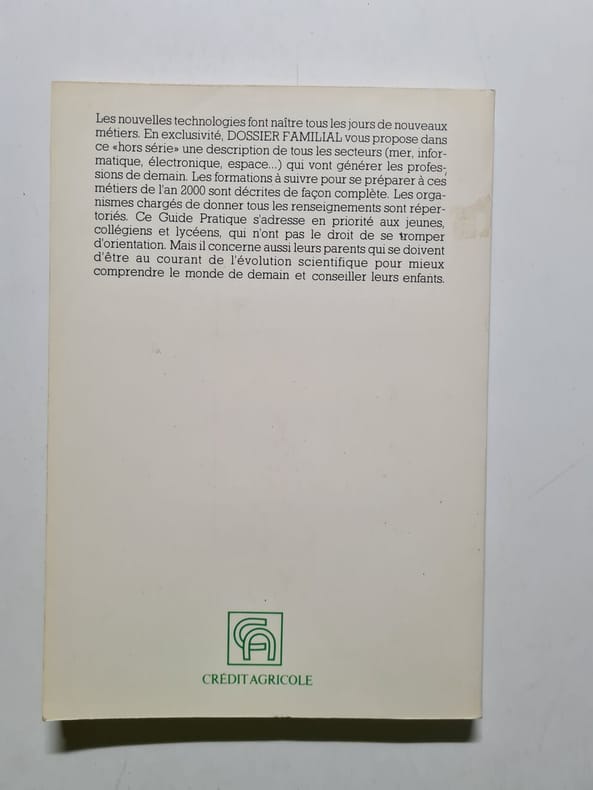 Les nouvelles technologies font naître tous les jours de nouveaux
métiers. En exclusivité, DOSSIER FAMILIAL vous propose dans
ce «hors série» une description de tous les secteurs (mer, infor-
matique, électronique, espace...) qui vont générer les profes-
sions de demain. Les formations à suivre pour se préparer à ces
métiers de l'an 2000 sont décrites de façon complète. Les orga-
nismes chargés de donner tous les renseignements sont réper-
toriés. Ce Guide Pratique s'adresse en priorité aux jeunes,
collégiens et lycéens, qui n'ont pas le droit de se tromper
d'orientation. Mais il concerne aussi leurs parents qui se doivent
d'être au courant de l'évolution scientifique pour mieux
comprendre le monde de demain et conseiller leurs enfants.
CA
CRÉDIT AGRICOLE